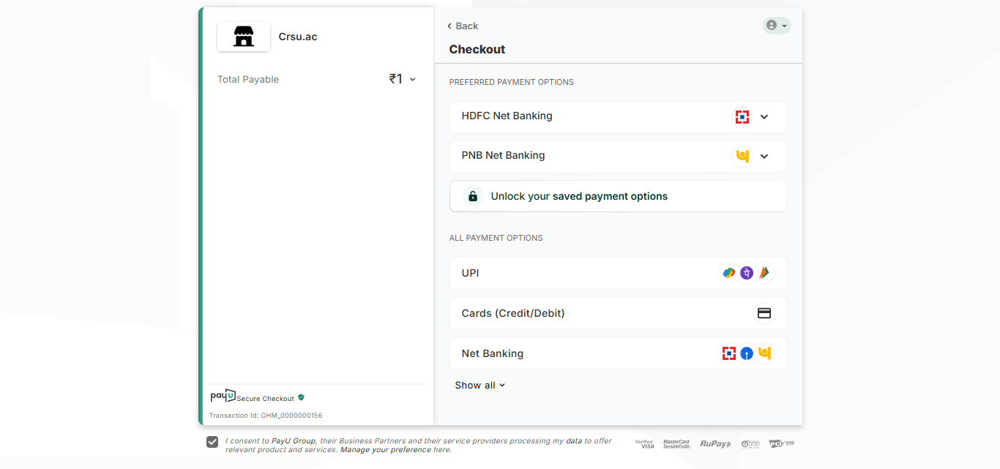 Crsu.ac
Total Payable
₹1
payU Secure Checkout
Transaction Id: GHM_0000000156
Back
Checkout
PREFERRED PAYMENT OPTIONS
HDFC Net Banking
PNB Net Banking
Unlock your saved payment options
ALL PAYMENT OPTIONS
UPI
Cards (Credit/Debit)
Net Banking
Show all
I consent to PayU Group, their Business Partners and their service providers processing my data to offer
relevant product and services. Manage your preference here.
Verified
VISA
MasterCard
SecureCode.
RuPay
PCI DSS